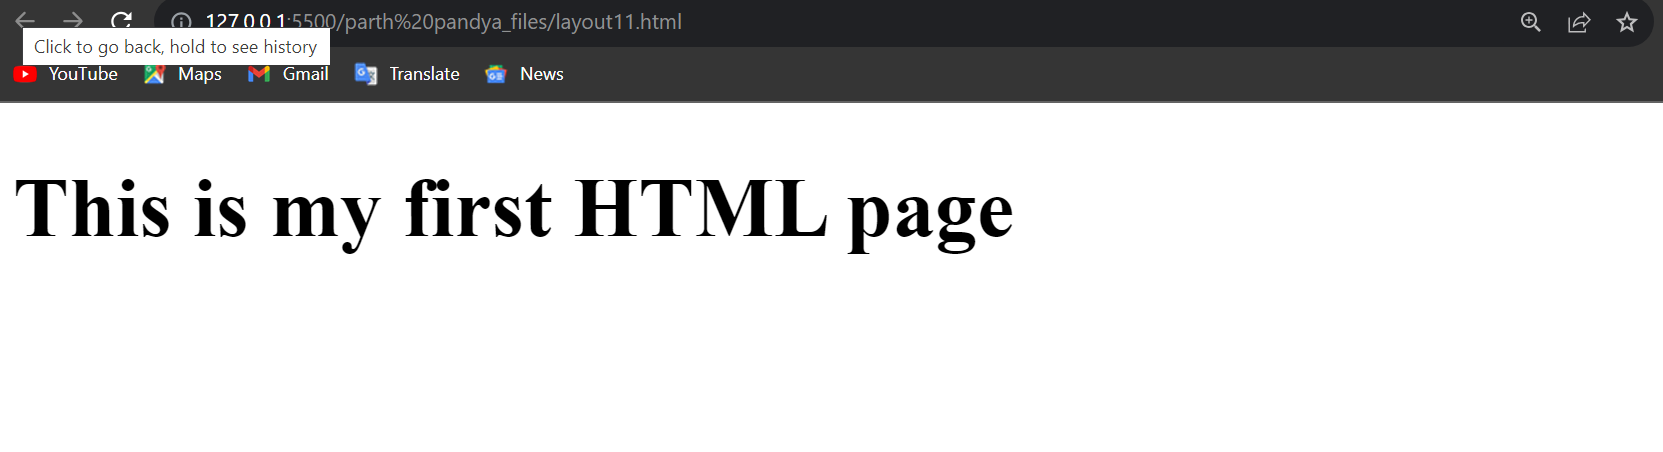 127.0.0.1:5500/parth%20pandya_files/layout11.html
Click to go back, hold to see history
YouTube Maps Gmail Translate News
This is my first HTML page